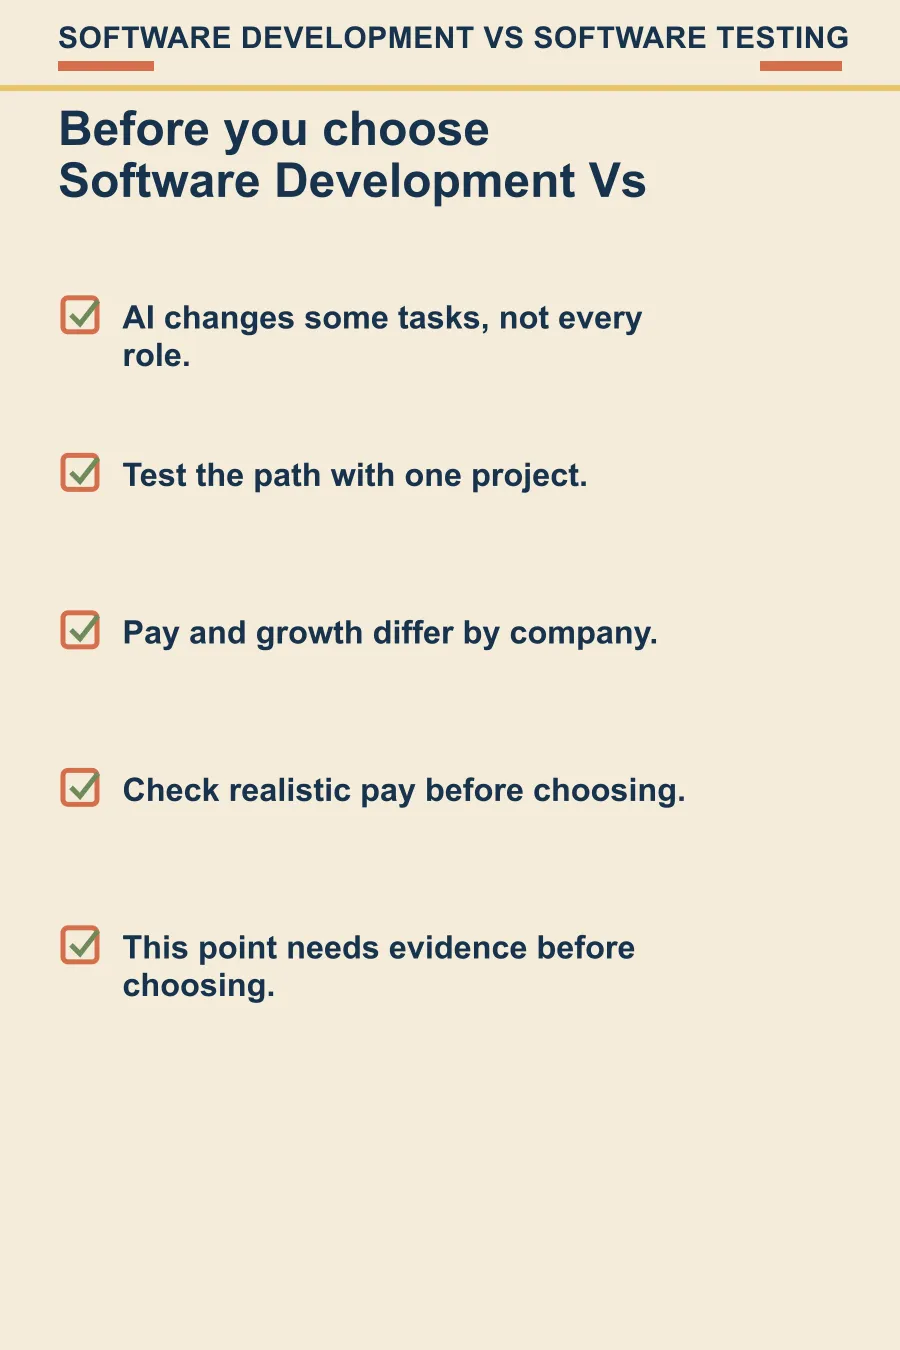 SOFTWARE DEVELOPMENT VS SOFTWARE TESTING
Before you choose
Software Development Vs
AI changes some tasks, not every
role.
Test the path with one project.
Pay and growth differ by company.
Check realistic pay before choosing.
This point needs evidence before
choosing.